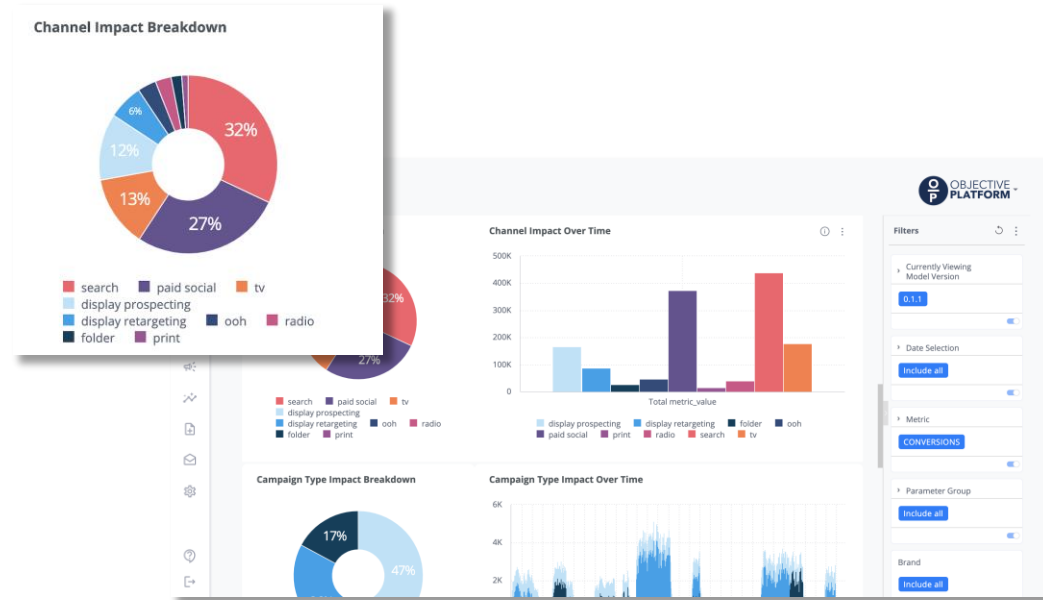 Channel Impact Breakdown
6%
32%
12%
13%
27%
search paid social tv
display prospecting
display retargeting ooh radio
folder print
OBJECTIVE
PLATFORM
Channel Impact Over Time
500K
400K
300K
200K
100K
0
Total metric_value
display prospecting display retargeting folder ooh
paid social print radio search tv
32%
27%
search paid social tv
display prospecting
display retargeting ooh radio
folder print
Filters
Currently Viewing
Model Version
0.1.1
Date Selection
Include all
Metric
CONVERSIONS
Parameter Group
Include all
Brand
Include all
Campaign Type Impact Breakdown
17%
47%
Campaign Type Impact Over Time
6K
4K
2K